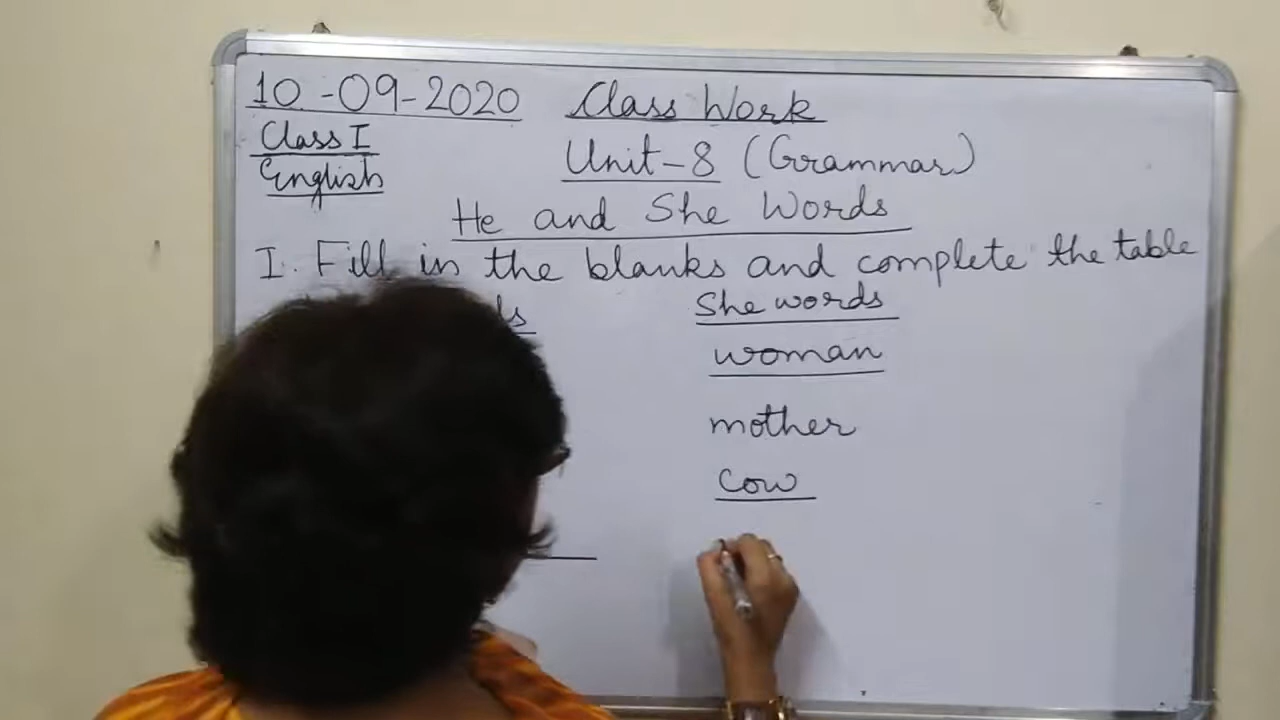 10-09-2020 Class Work
Class I
English
Unit-8 (Grammar)
He and She Words
I. Fill in the blanks and complete the table
She words
woman
mother
cow